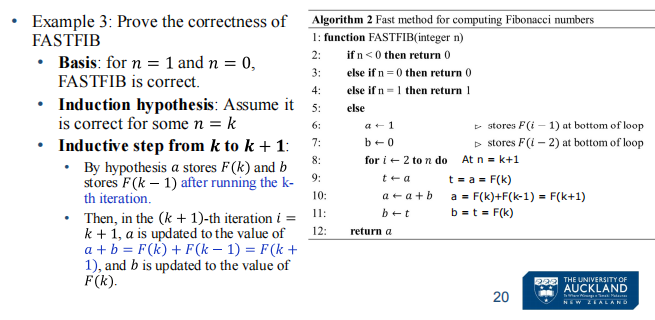 • Example 3: Prove the correctness of
FASTFIB
• Basis: for n = 1 and n = 0,
FASTFIB is correct.
• Induction hypothesis: Assume it
is correct for some n = k
• Inductive step from k to k + 1:
• By hypothesis a stores F(k) and b
stores F(k − 1) after running the k-
th iteration.
• Then, in the (k + 1)-th iteration i =
k + 1, a is updated to the value of
a + b = F(k) + F(k − 1) = F(k +
1), and b is updated to the value of
F(k).
Algorithm 2 Fast method for computing Fibonacci numbers
1: function FASTFIB(integer n)
2: if n < 0 then return 0
3: else if n = 0 then return 0
4: else if n = 1 then return 1
5: else
6: a ← 1 ▷ stores F(i − 1) at bottom of loop
7: b ← 0 ▷ stores F(i − 2) at bottom of loop
8: for i ← 2 to n do At n = k+1
9: t ← a t = a = F(k)
10: a ← a + b a = F(k)+F(k-1) = F(k+1)
11: b ← t b = t = F(k)
12: return a
20
THE UNIVERSITY OF
AUCKLAND
Te Whare Wānanga o Tāmaki Makaurau
NEW ZEALAND